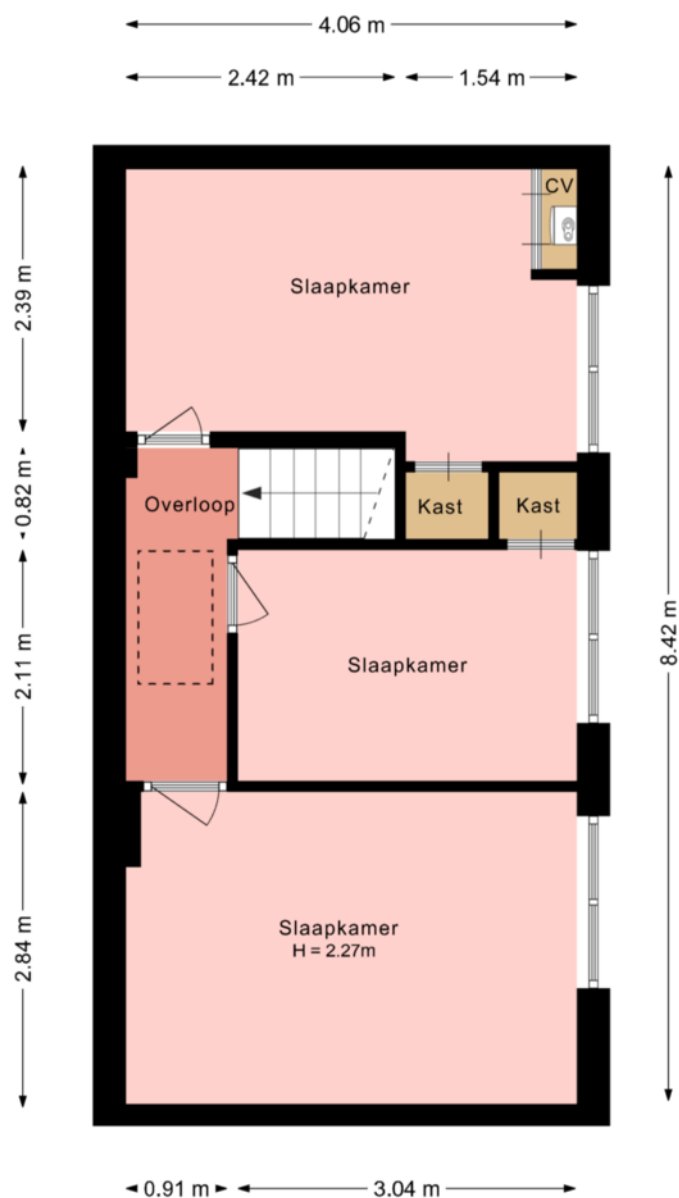 4.06 m
2.42 m
1.54 m
CV
Slaapkamer
2.39 m
0.82 m
Overloop
Kast
Kast
2.11 m
Slaapkamer
8.42 m
Slaapkamer
H = 2.27m
2.84 m
0.91 m
3.04 m